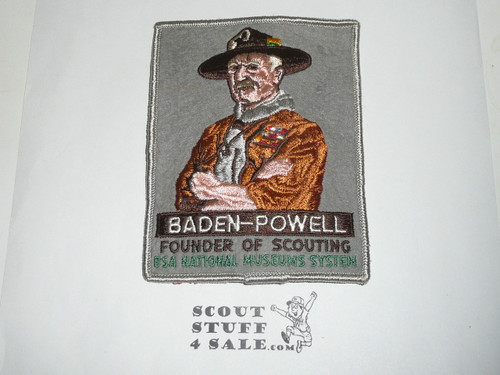 BADEN-POWELL
FOUNDER OF SCOUTING
BSA NATIONAL MUSEUMS SYSTEM
SCOUT
STUFF
4 SALE.COM